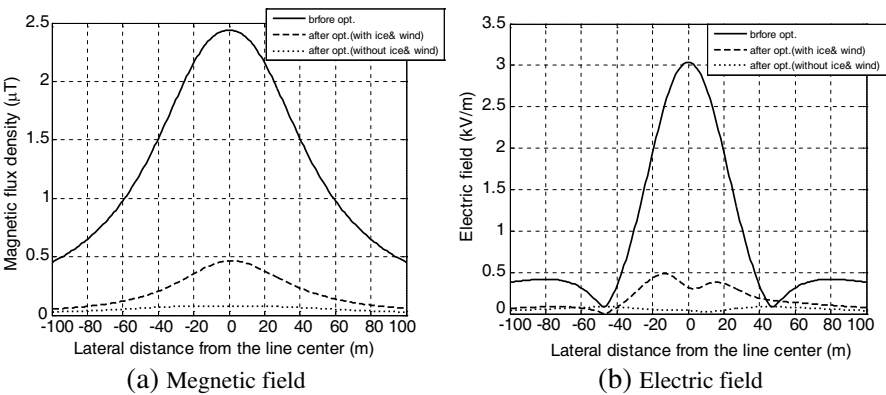 brfore opt.
after opt.(with ice& wind)
after opt.(without ice& wind)
2.5
2
1.5
1
0.5
0
-100 -80 -60 -40 -20 0 20 40 60 80 100
Magnetic flux density (μT)
Lateral distance from the line center (m)
(a) Megnetic field
brfore opt.
after opt.(with ice& wind)
after opt.(without ice& wind)
3.5
3
2.5
2
1.5
1
0.5
0
-100 -80 -60 -40 -20 0 20 40 60 80 100
Electric field (kV/m)
Lateral distance from the line center (m)
(b) Electric field